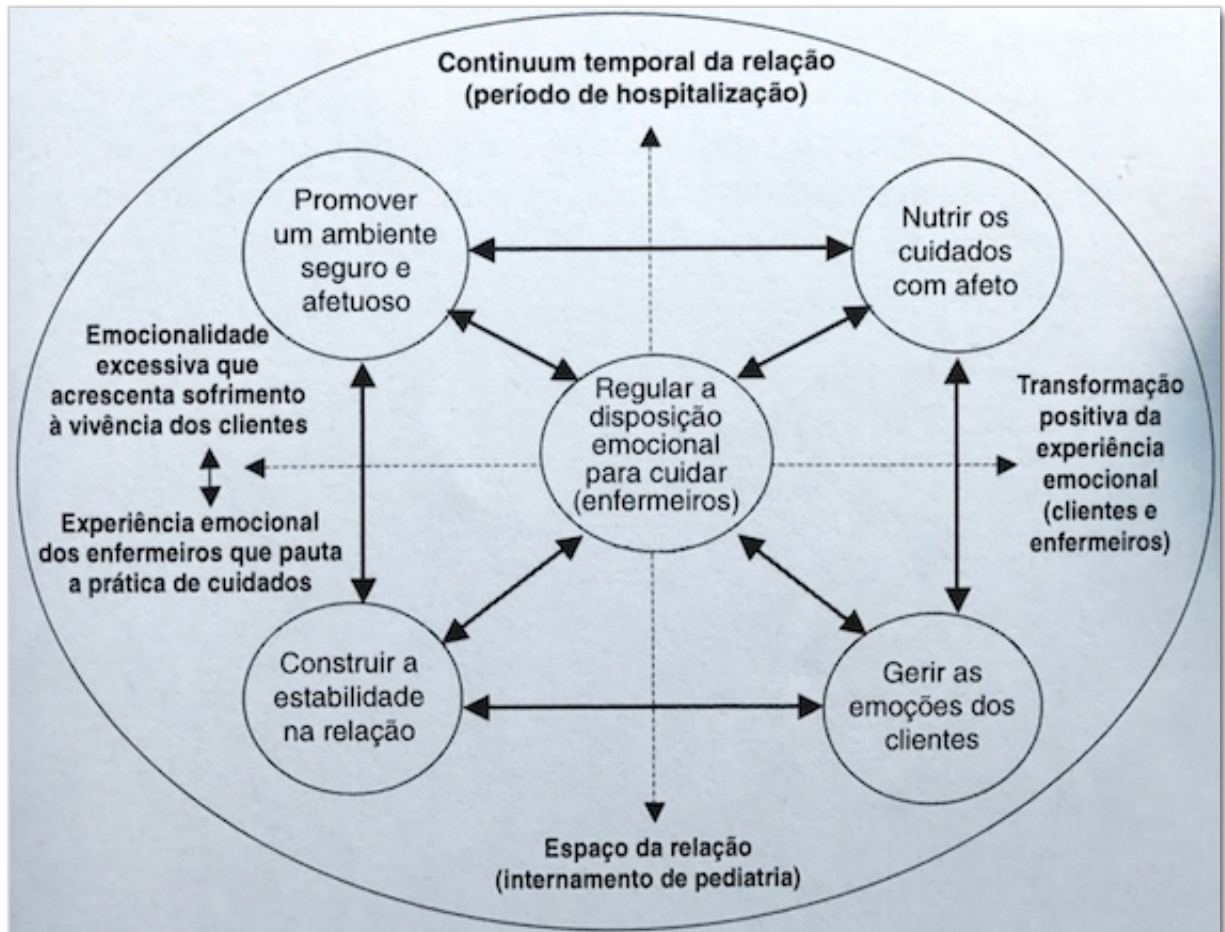 Continuum temporal da relação
(período de hospitalização)
Promover
um ambiente
seguro e
afetuoso
Nutrir os
cuidados
com afeto
Emocionalidade
excessiva que
acrescenta sofrimento
à vivência dos clientes
Regular a
disposição
emocional
para cuidar
(enfermeiros)
Transformação
positiva da
experiência
emocional
(clientes e
enfermeiros)
Experiência emocional
dos enfermeiros que pauta
a prática de cuidados
Construir a
estabilidade
na relação
Gerir as
emoções dos
clientes
Espaço da relação
(internamento de pediatria)